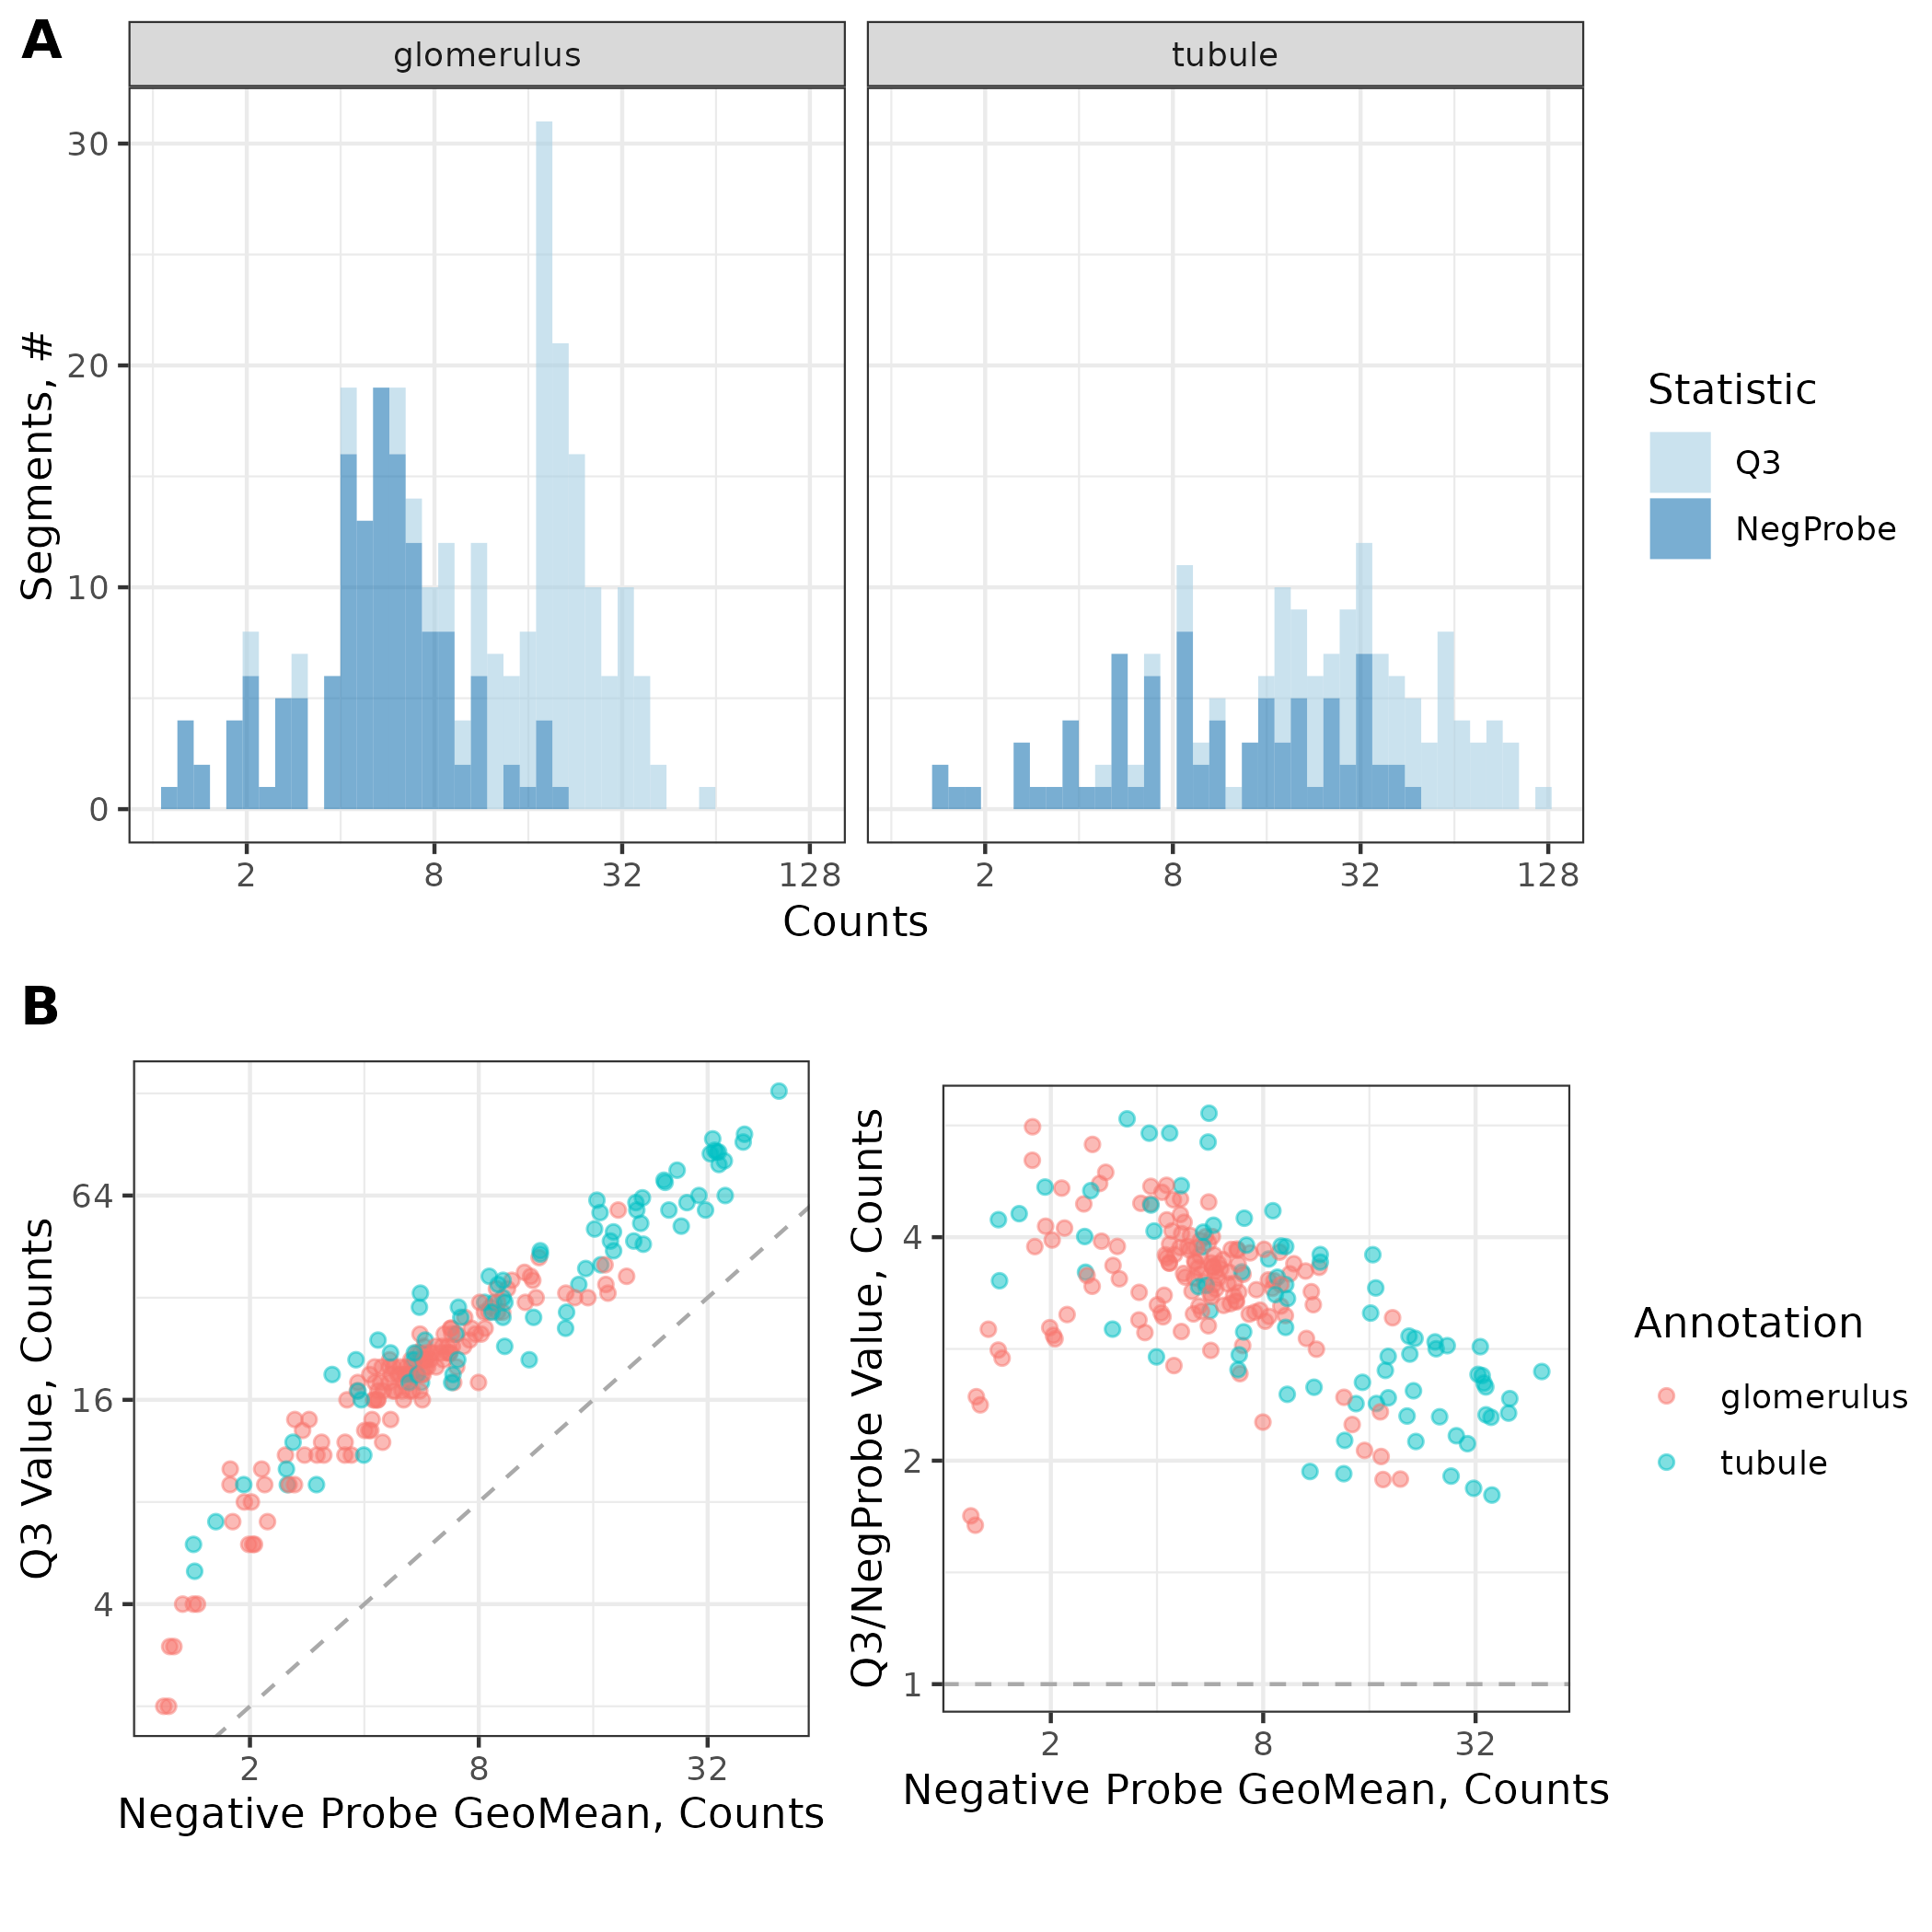 A
glomerulus
tubule
Segments, #
30
20
10
0
2
8
32
128
2
8
32
128
Counts
Statistic
Q3
NegProbe
B
Q3 Value, Counts
64
16
4
2
8
32
Negative Probe GeoMean, Counts
Q3/NegProbe Value, Counts
4
2
1
2
8
32
Negative Probe GeoMean, Counts
Annotation
glomerulus
tubule